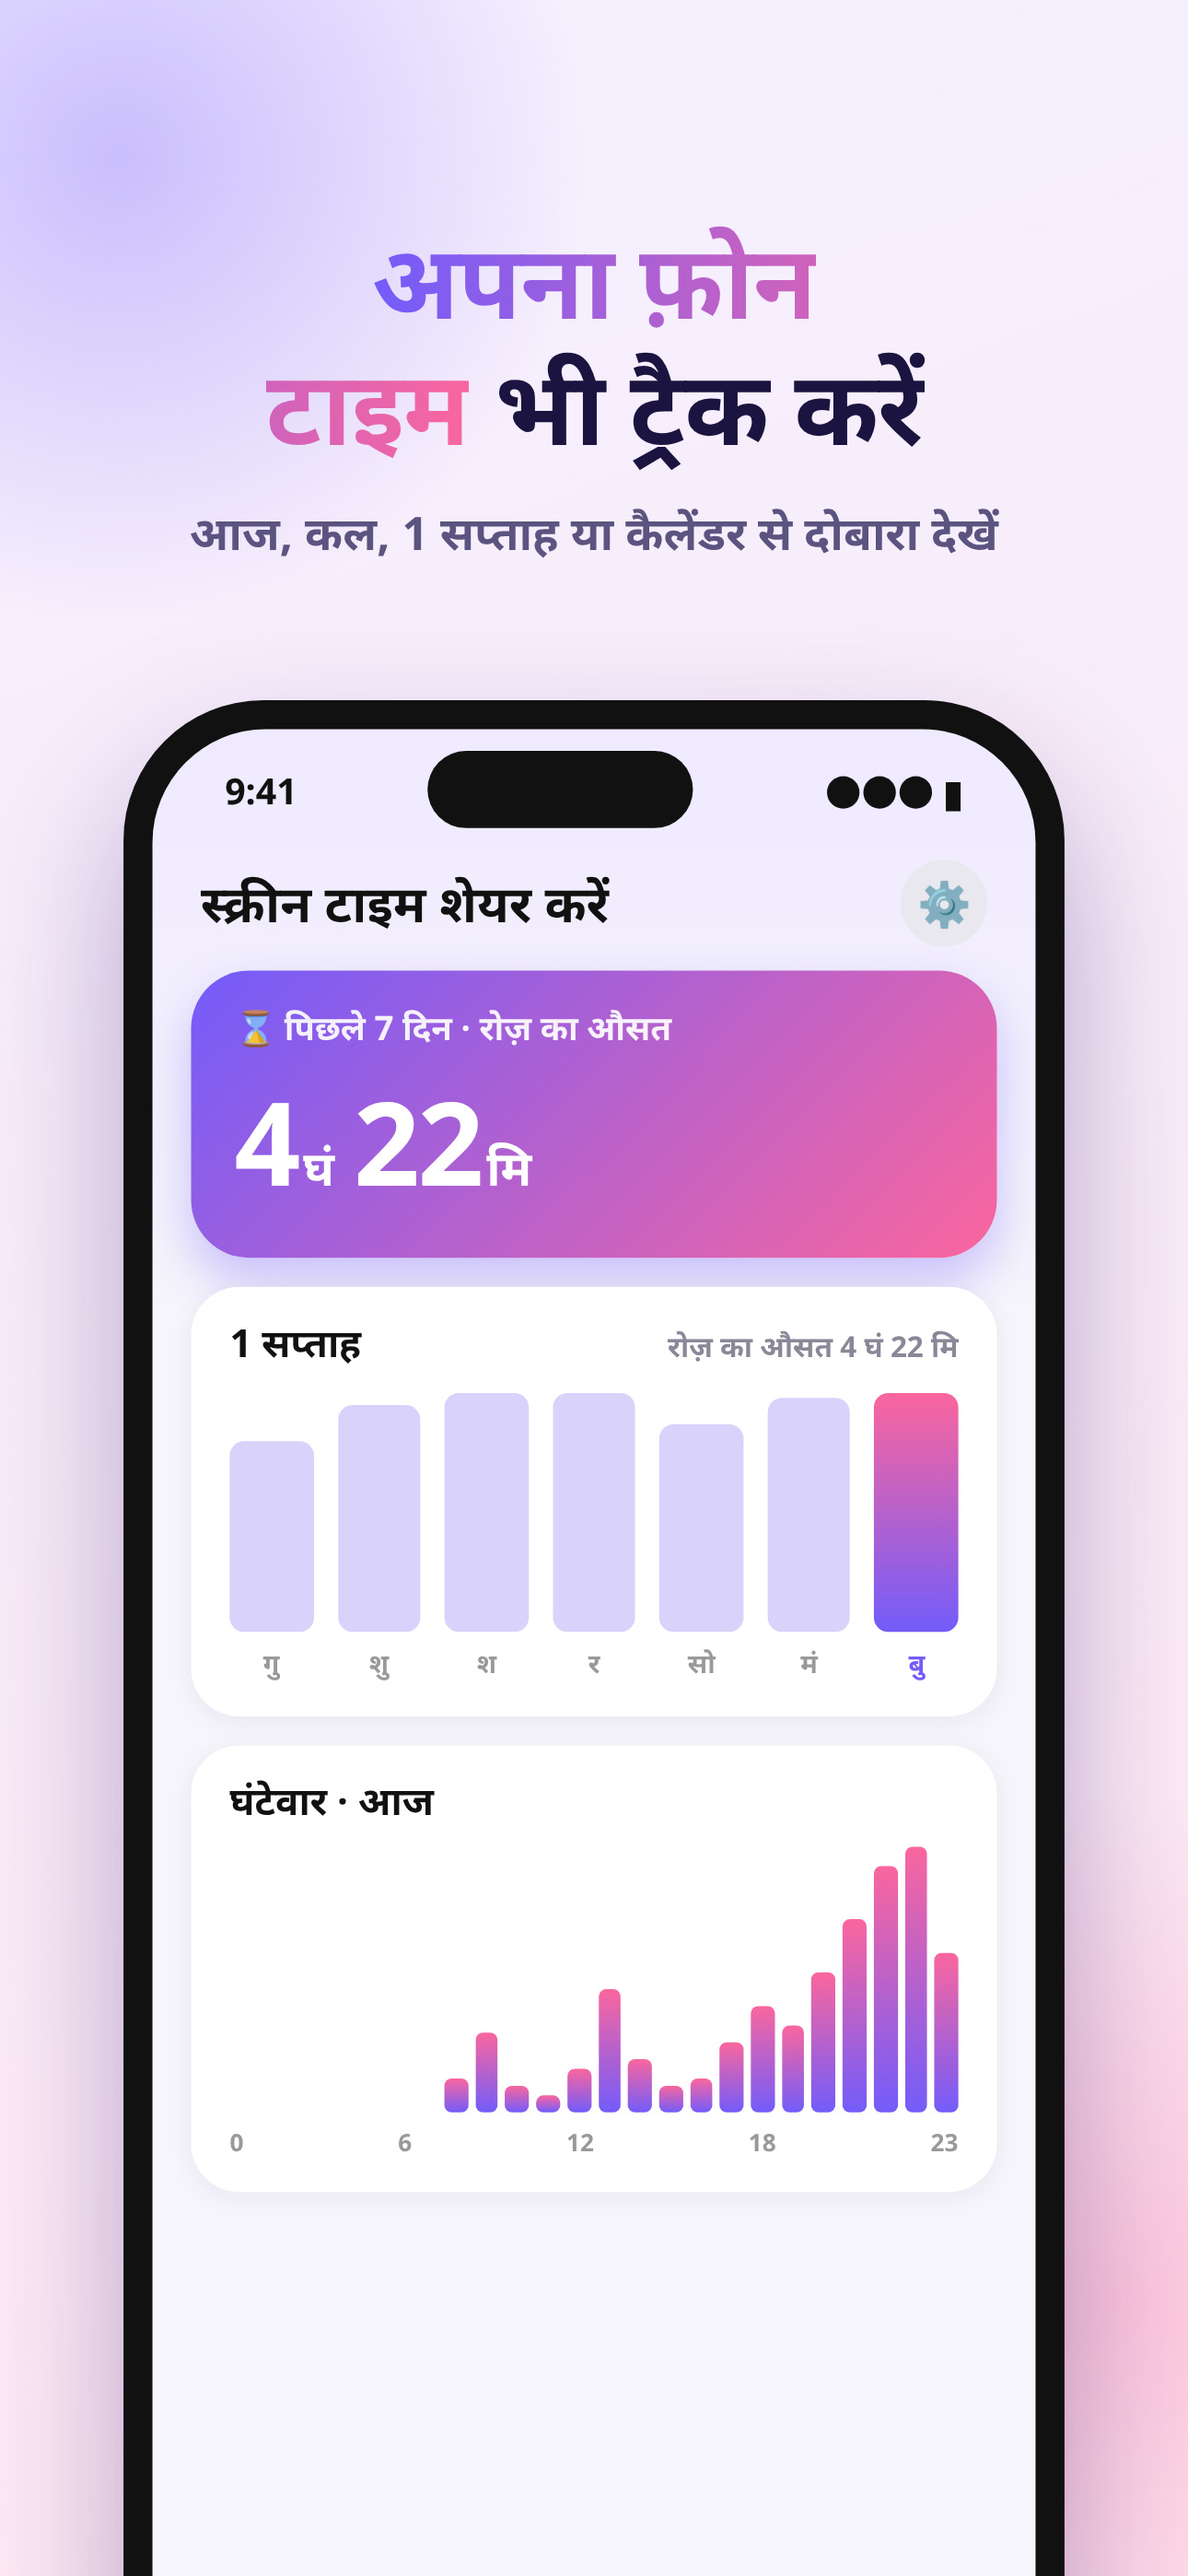 अपना फ़ोन
टाइम भी ट्रैक करें
आज, कल, 1 सप्ताह या कैलेंडर से दोबारा देखें
9:41
स्क्रीन टाइम शेयर करें
पिछले 7 दिन · रोज़ का औसत
4घं 22मि
1 सप्ताह
रोज़ का औसत 4 घं 22 मि
गु शु श र सो मं बु
घंटेवार · आज
0 6 12 18 23